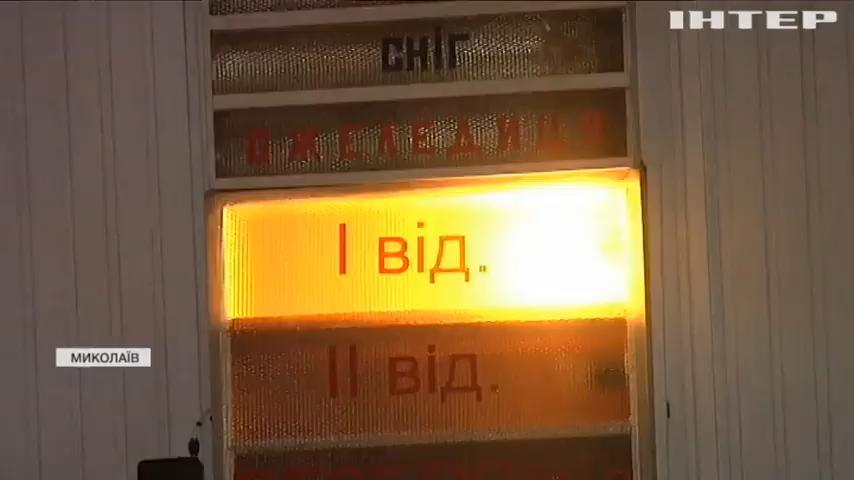 ІНТЕР
СНІГ
ОЖЕЛЕДИЦЯ
І від.
МИКОЛАЇВ
ІІ від.